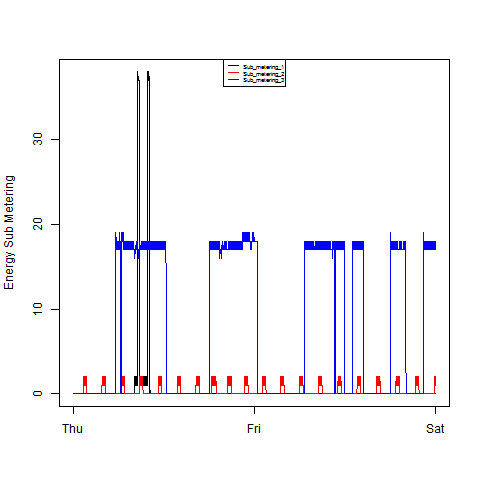 Sub_metering_1
Sub_metering_2
Sub_metering_3
Energy Sub Metering
30
20
10
0
Thu Fri Sat